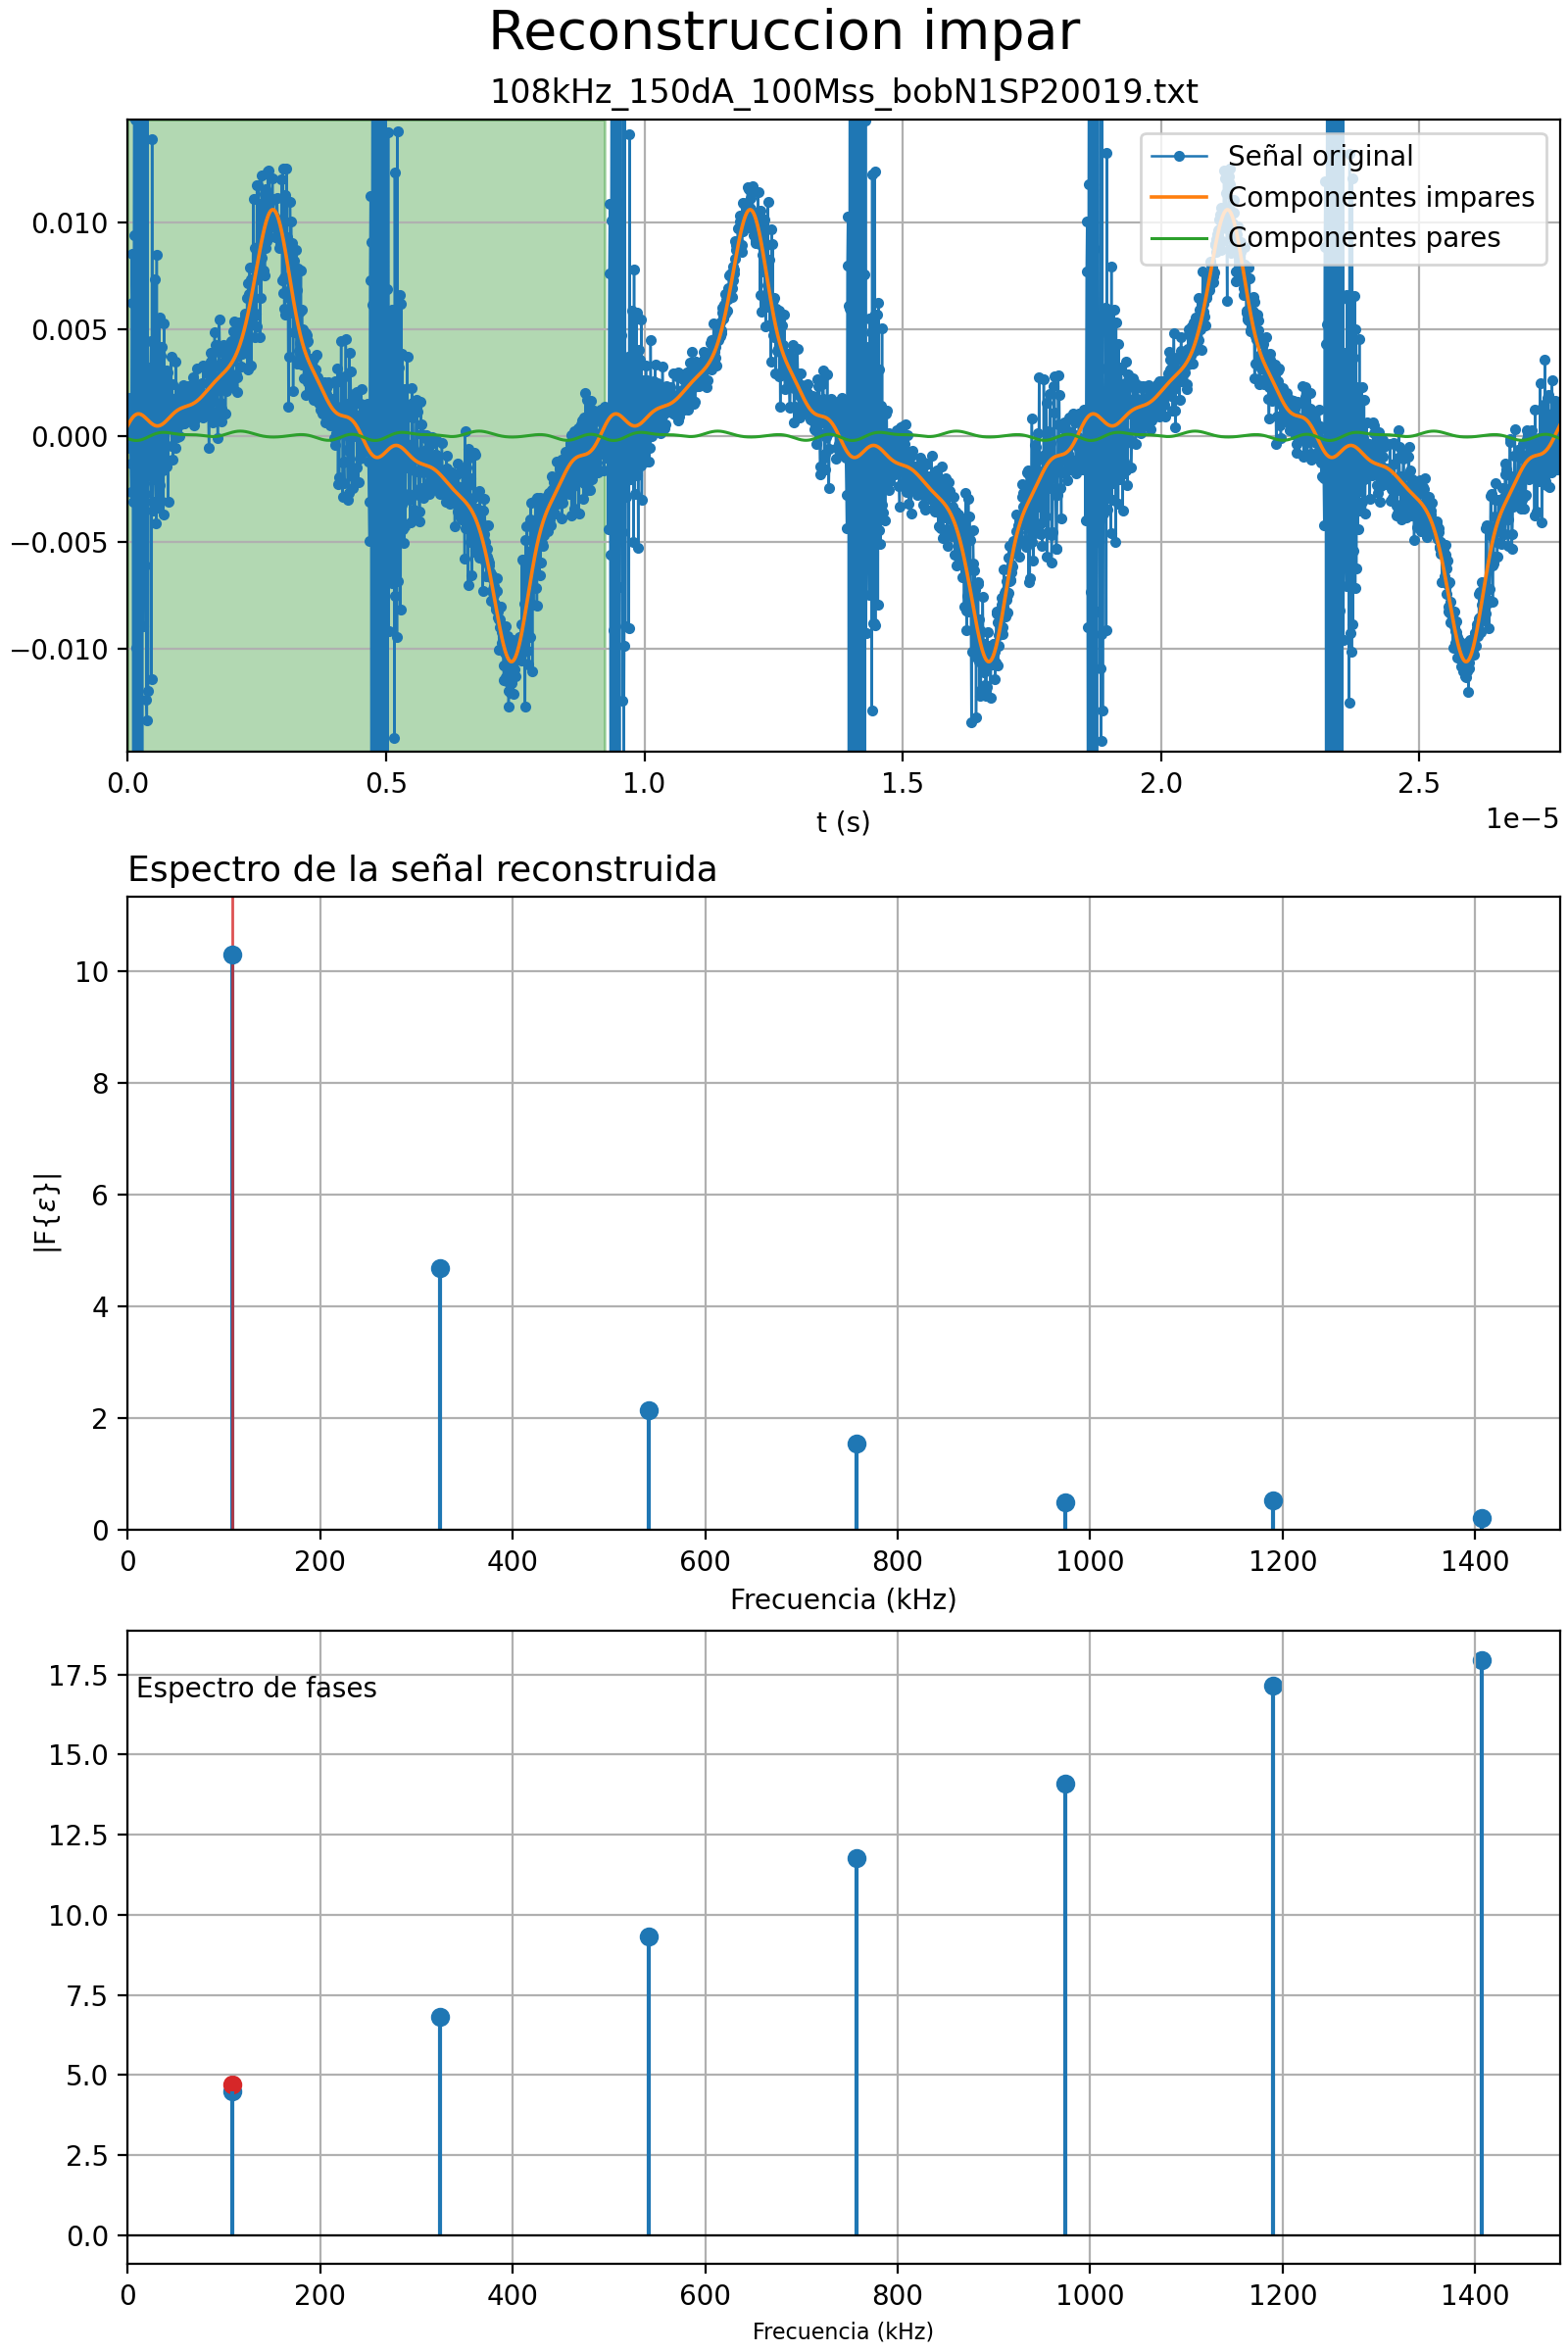 Reconstruccion impar
108kHz_150dA_100Mss_bobN1SP20019.txt
Señal original
Componentes impares
Componentes pares
0.010
0.005
0.000
−0.005
−0.010
0.0 0.5 1.0 1.5 2.0 2.5
1e−5
t (s)
Espectro de la señal reconstruida
10
8
6
4
2
0
|F{ε}|
0 200 400 600 800 1000 1200 1400
Frecuencia (kHz)
Espectro de fases
17.5
15.0
12.5
10.0
7.5
5.0
2.5
0.0
0 200 400 600 800 1000 1200 1400
Frecuencia (kHz)